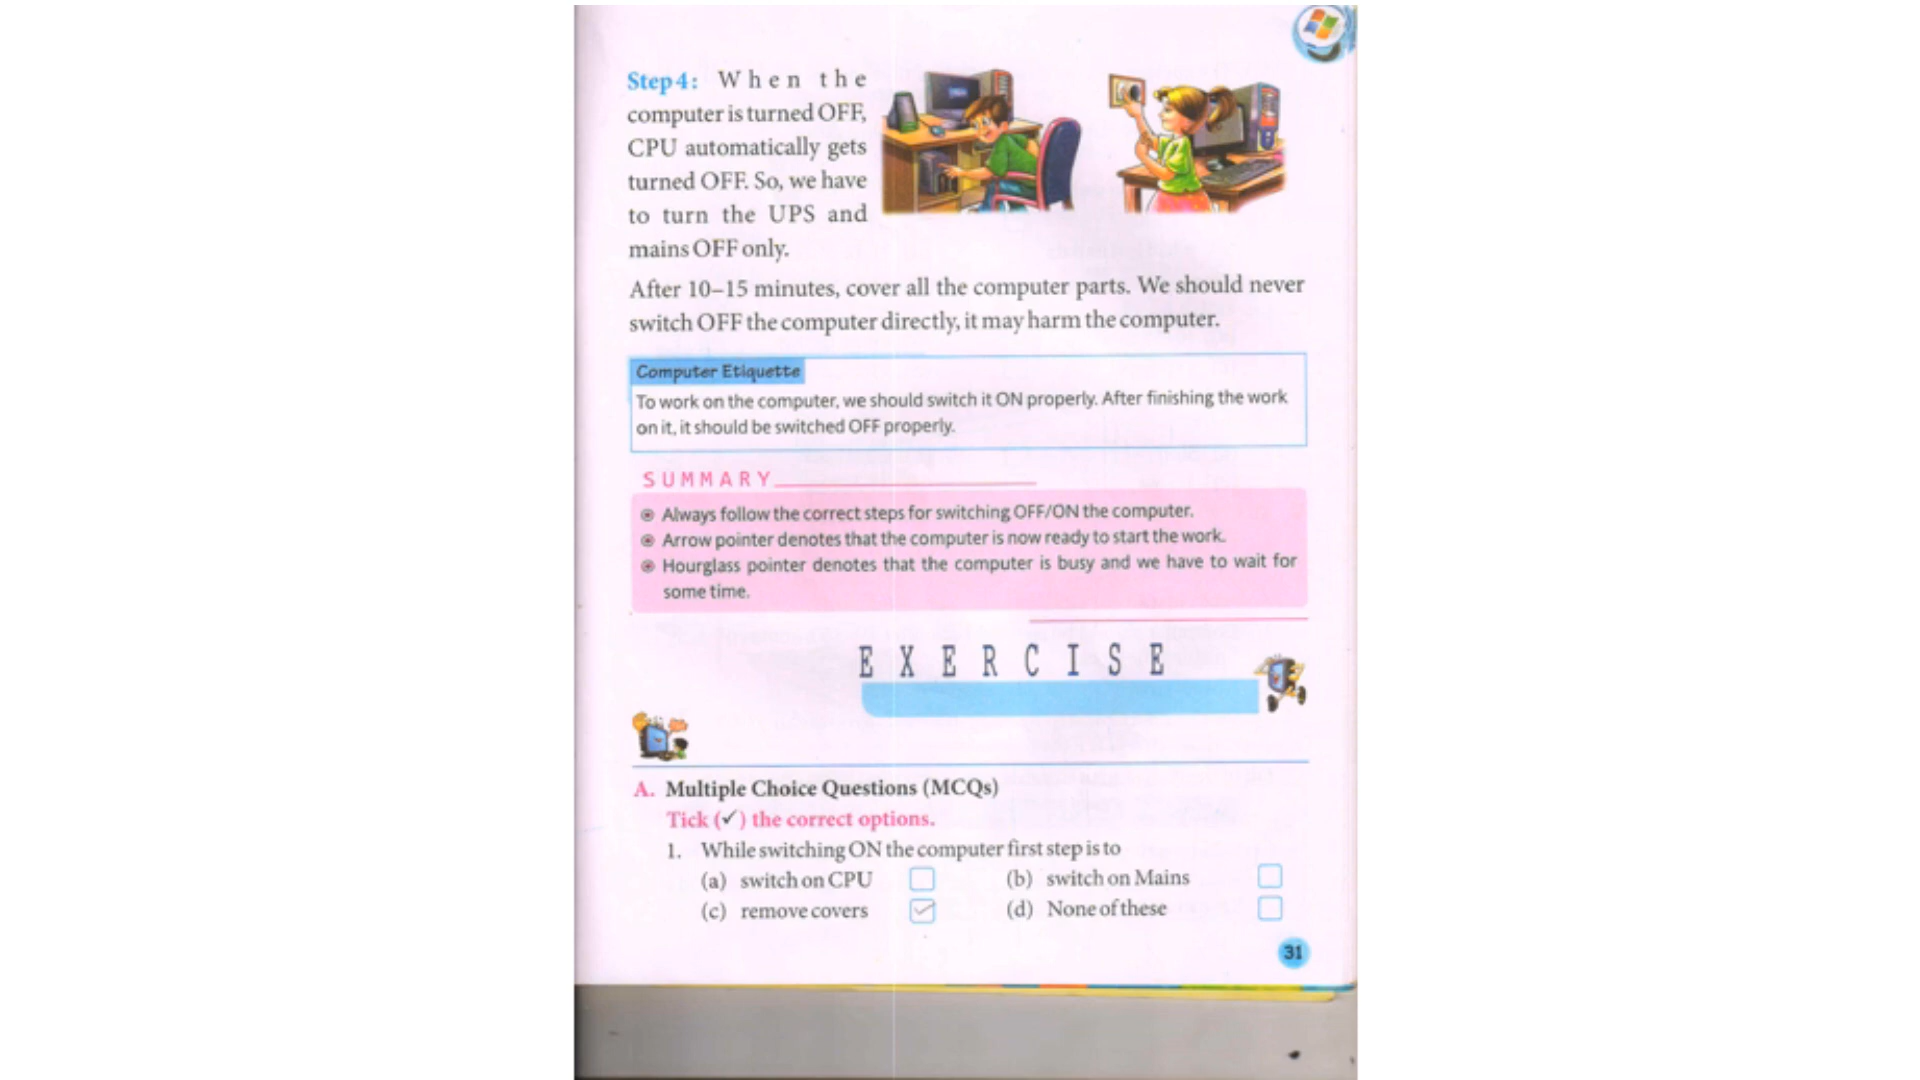 Step 4: When the
computer is turned OFF,
CPU automatically gets
turned OFF. So, we have
to turn the UPS and
mains OFF only.
After 10–15 minutes, cover all the computer parts. We should never
switch OFF the computer directly, it may harm the computer.
Computer Etiquette
To work on the computer, we should switch it ON properly. After finishing the work
on it, it should be switched OFF properly.
SUMMARY
Always follow the correct steps for switching OFF/ON the computer.
Arrow pointer denotes that the computer is now ready to start the work.
Hourglass pointer denotes that the computer is busy and we have to wait for
some time.
EXERCISE
A. Multiple Choice Questions (MCQs)
Tick (✓) the correct options.
1. While switching ON the computer first step is to
(a) switch on CPU (b) switch on Mains
(c) remove covers ✓ (d) None of these
31